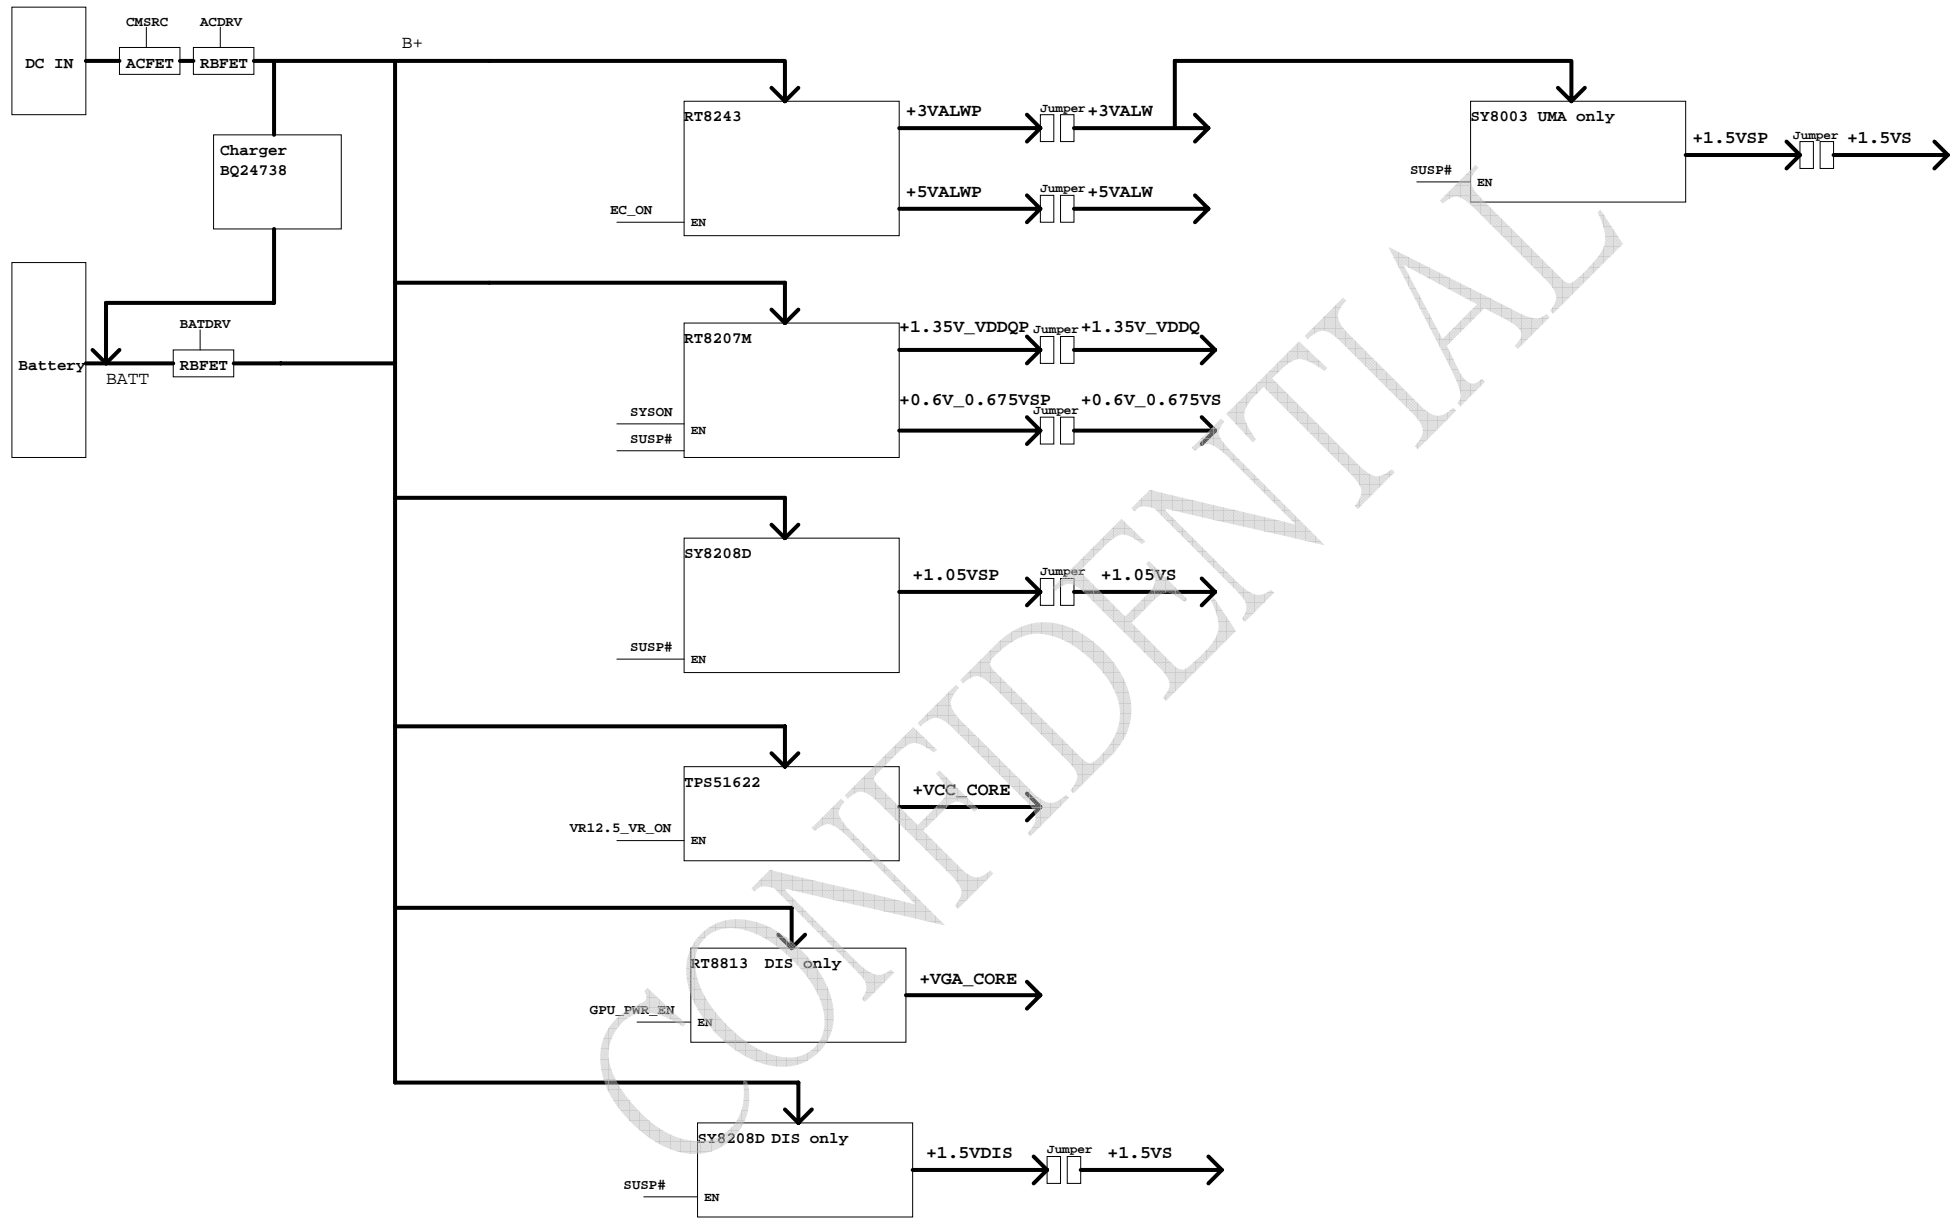 CMSRC
ACDRV
B+
DC IN
ACFET
RBFET
Charger
BQ24738
Battery
BATT
BATDRV
RBFET
RT8243
EC_ON
EN
+3VALWP
Jumper
+3VALW
+5VALWP
Jumper
+5VALW
SY8003 UMA only
SUSP#
EN
+1.5VSP
Jumper
+1.5VS
RT8207M
SYSON
SUSP#
EN
+1.35V_VDDQP
Jumper
+1.35V_VDDQ
+0.6V_0.675VSP
Jumper
+0.6V_0.675VS
SY8208D
SUSP#
EN
+1.05VSP
Jumper
+1.05VS
TPS51622
VR12.5_VR_ON
EN
+VCC_CORE
RT8813 DIS only
GPU_PWR_EN
EN
+VGA_CORE
SY8208D DIS only
SUSP#
EN
+1.5VDIS
Jumper
+1.5VS
CONFIDENTIAL